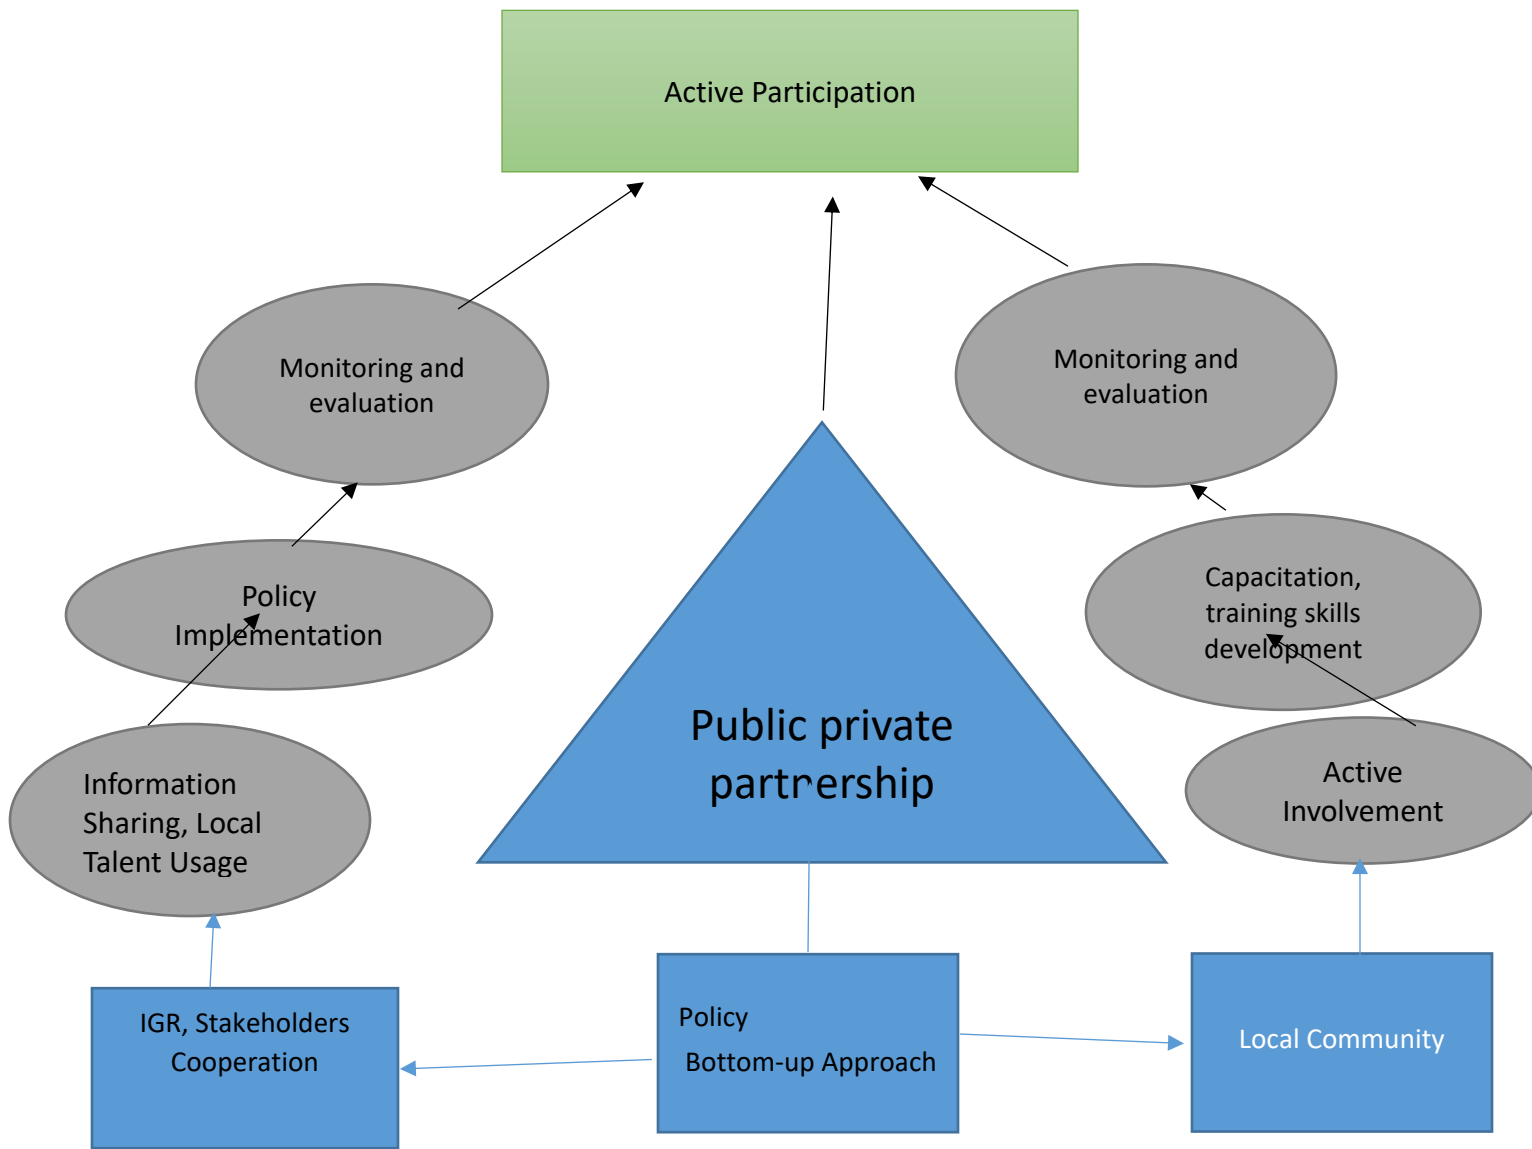 Active Participation
Monitoring and
evaluation
Monitoring and
evaluation
Policy
Implementation
Capacitation,
training skills
development
Public private
partnership
Information
Sharing, Local
Talent Usage
Active
Involvement
IGR, Stakeholders
Cooperation
Policy
Bottom-up Approach
Local Community